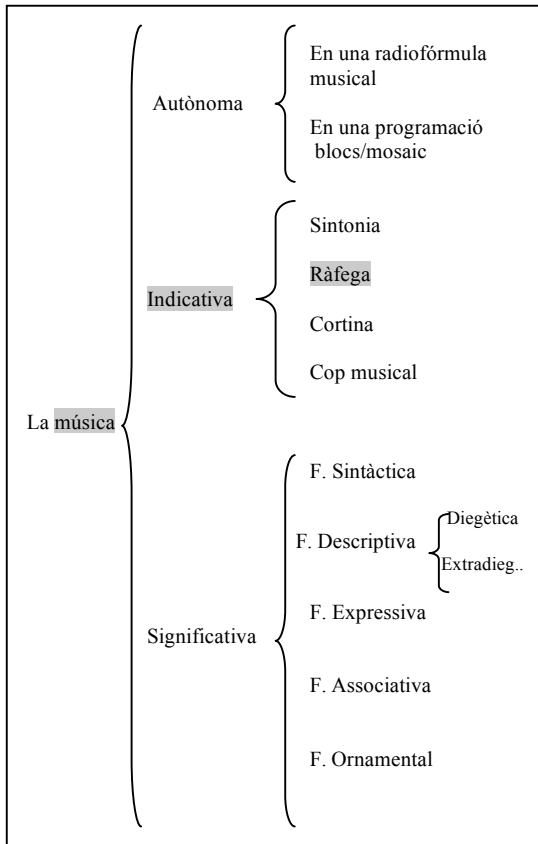 La música
Autònoma
En una radiofórmula
musical
En una programació
blocs/mosaic
Indicativa
Sintonia
Ràfega
Cortina
Cop musical
Significativa
F. Sintàctica
F. Descriptiva
Diegètica
Extradieg..
F. Expressiva
F. Associativa
F. Ornamental